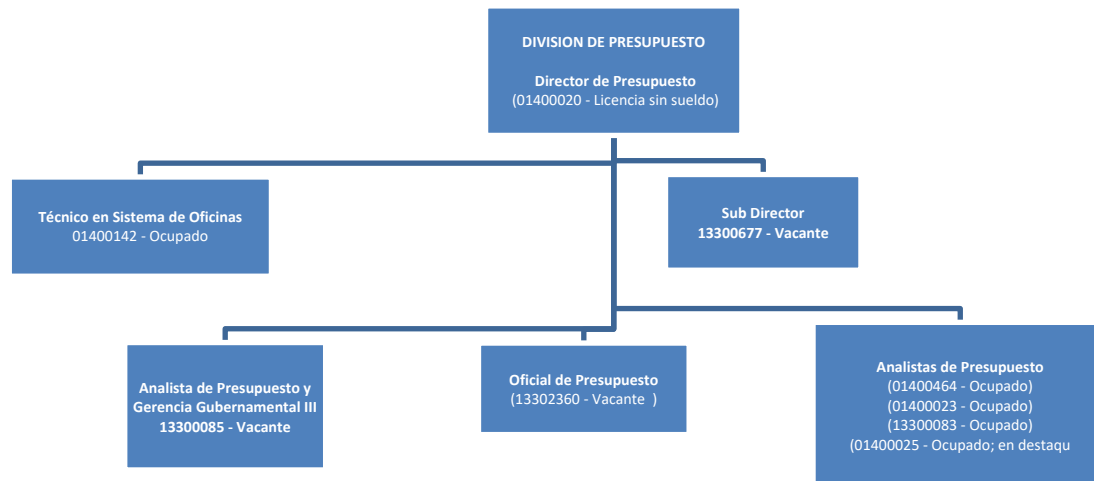 DIVISION DE PRESUPUESTO
Director de Presupuesto
(01400020 - Licencia sin sueldo)
Técnico en Sistema de Oficinas
01400142 - Ocupado
Sub Director
13300677 - Vacante
Analista de Presupuesto y
Gerencia Gubernamental III
13300085 - Vacante
Oficial de Presupuesto
(13302360 - Vacante )
Analistas de Presupuesto
(01400464 - Ocupado)
(01400023 - Ocupado)
(13300083 - Ocupado)
(01400025 - Ocupado; en destaqu